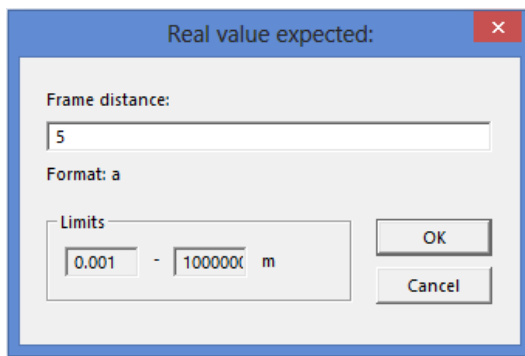 Real value expected:
Frame distance:
5
Format: a
Limits
0.001 - 1000000 m
OK
Cancel